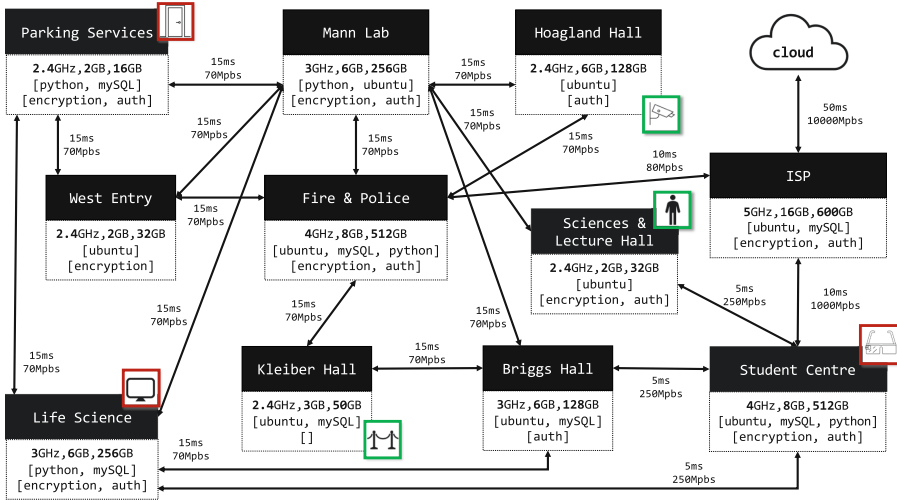 Parking Services
2.4GHz,2GB,16GB
[python, mySQL]
[encryption, auth]
15ms
70Mpbs
Mann Lab
3GHz,6GB,256GB
[python, ubuntu]
[encryption, auth]
15ms
70Mpbs
Hoagland Hall
2.4GHz,6GB,128GB
[ubuntu]
[auth]
cloud
50ms
10000Mpbs
15ms
70Mpbs
15ms
70Mpbs
15ms
70Mpbs
15ms
70Mpbs
15ms
70Mpbs
10ms
80Mpbs
West Entry
2.4GHz,2GB,32GB
[ubuntu]
[encryption]
15ms
70Mpbs
Fire & Police
4GHz,8GB,512GB
[ubuntu, mySQL, python]
[encryption, auth]
Sciences &
Lecture Hall
2.4GHz,2GB,32GB
[ubuntu]
[encryption, auth]
ISP
5GHz,16GB,600GB
[ubuntu, mySQL]
[encryption, auth]
5ms
250Mpbs
10ms
1000Mpbs
15ms
70Mpbs
15ms
70Mpbs
15ms
70Mpbs
15ms
70Mpbs
Kleiber Hall
2.4GHz,3GB,50GB
[ubuntu, mySQL]
[]
15ms
70Mpbs
Briggs Hall
3GHz,6GB,128GB
[ubuntu, mySQL]
[auth]
5ms
250Mpbs
Student Centre
4GHz,8GB,512GB
[ubuntu, mySQL, python]
[encryption, auth]
Life Science
3GHz,6GB,256GB
[python, mySQL]
[encryption, auth]
15ms
70Mpbs
5ms
250Mpbs